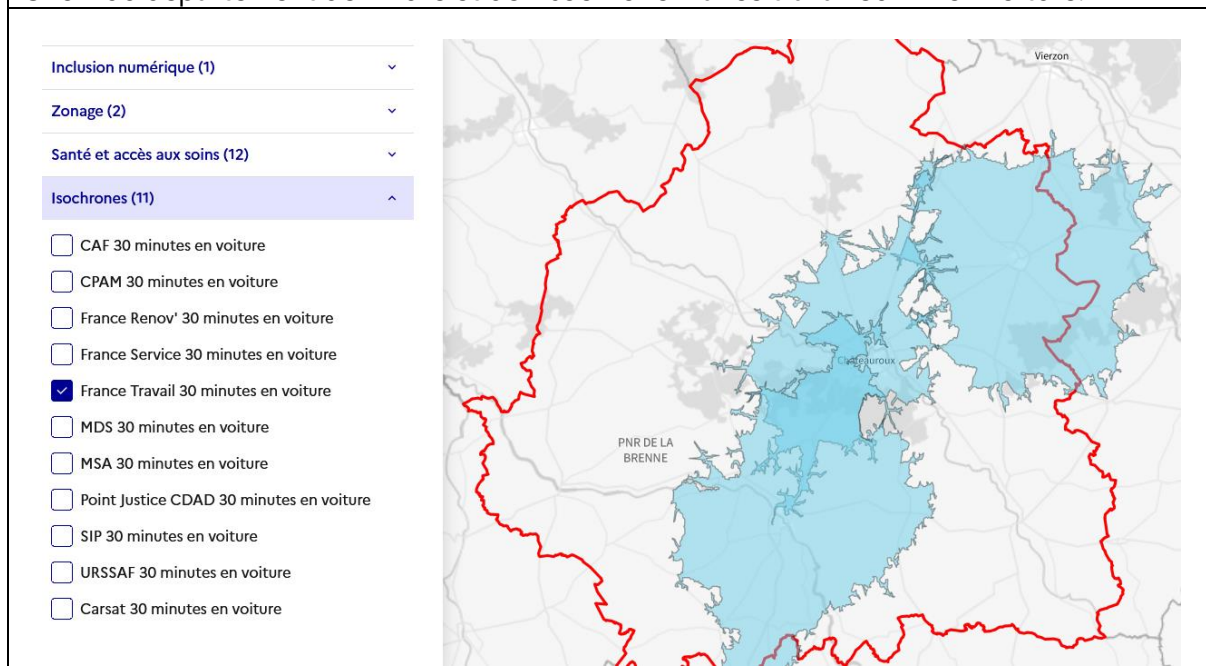 Inclusion numérique (1)
Zonage (2)
Santé et accès aux soins (12)
Isochrones (11)
CAF 30 minutes en voiture
CPAM 30 minutes en voiture
France Renov' 30 minutes en voiture
France Service 30 minutes en voiture
France Travail 30 minutes en voiture
MDS 30 minutes en voiture
MSA 30 minutes en voiture
Point Justice CDAD 30 minutes en voiture
SIP 30 minutes en voiture
URSSAF 30 minutes en voiture
Carsat 30 minutes en voiture
Vierzon
Châteauroux
PNR DE LA
BRENNE